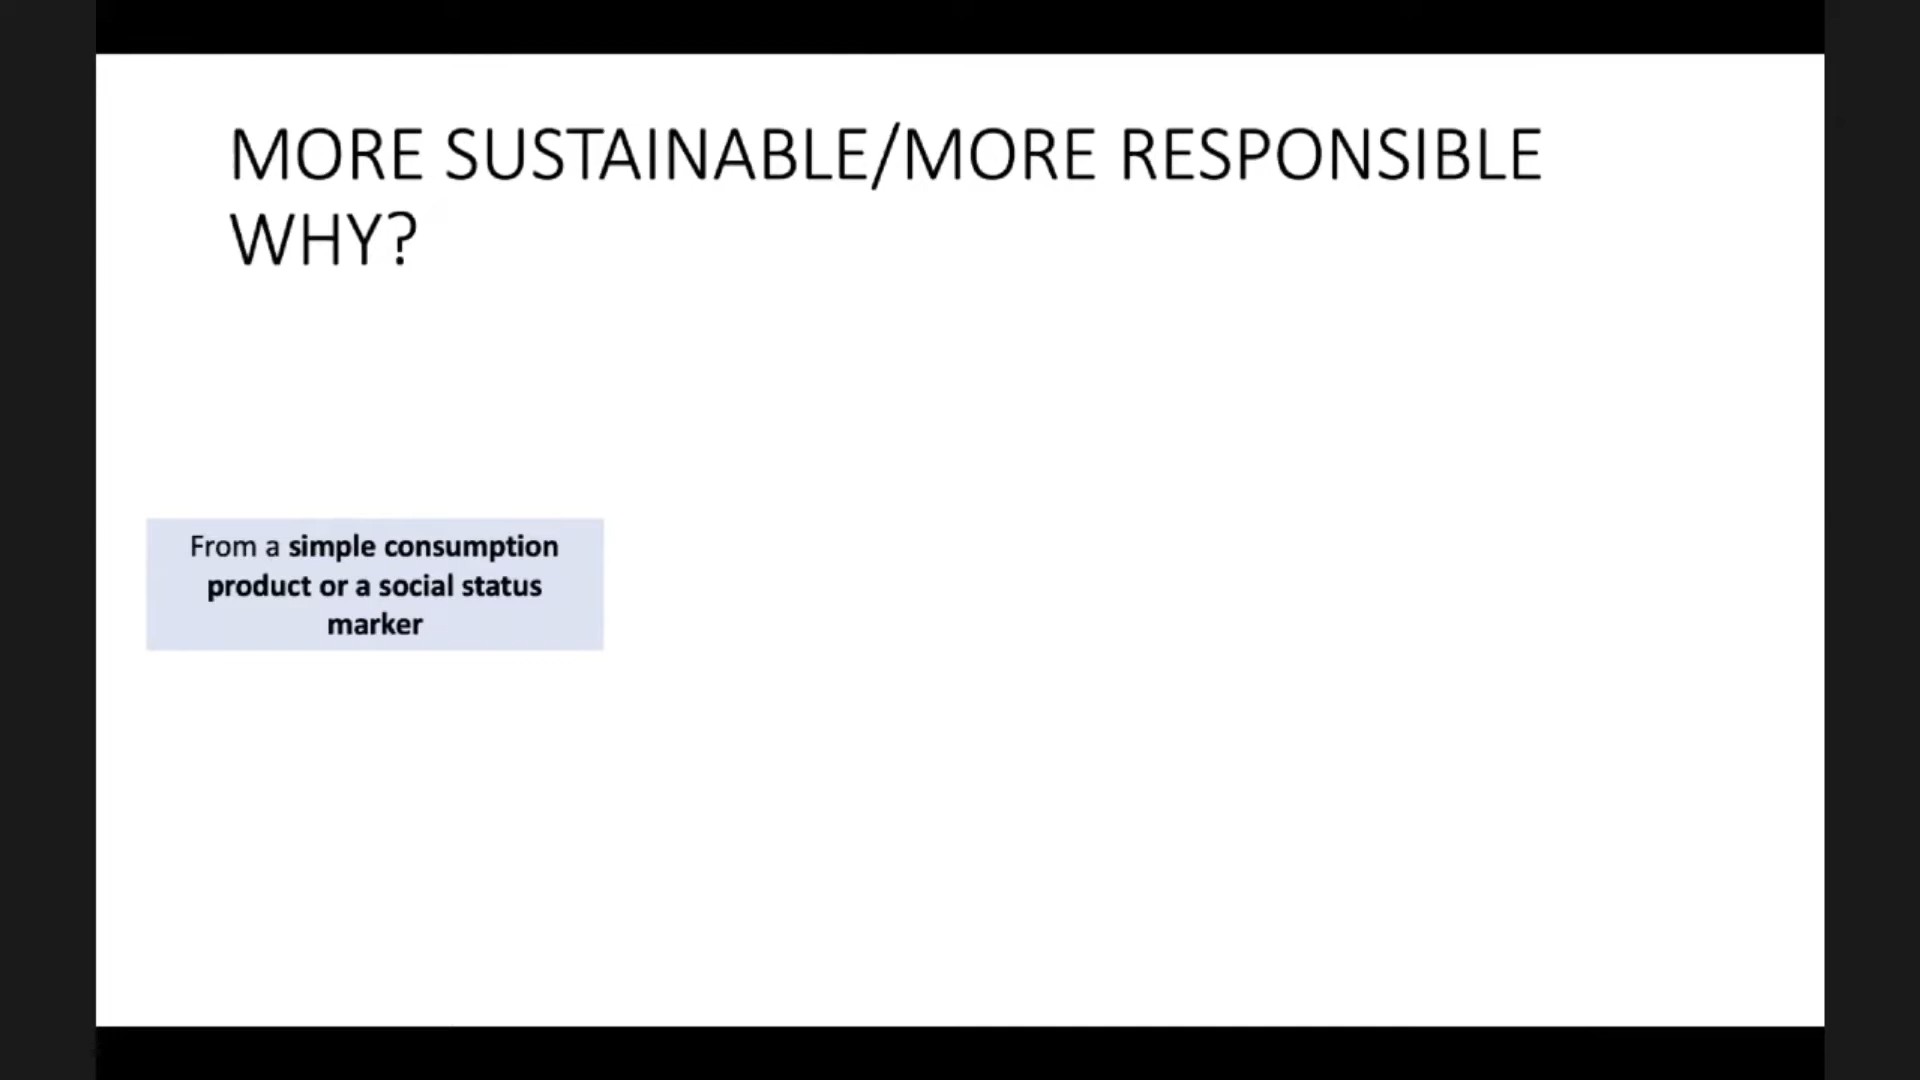 MORE SUSTAINABLE/MORE RESPONSIBLE
WHY?
From a simple consumption
product or a social status
marker